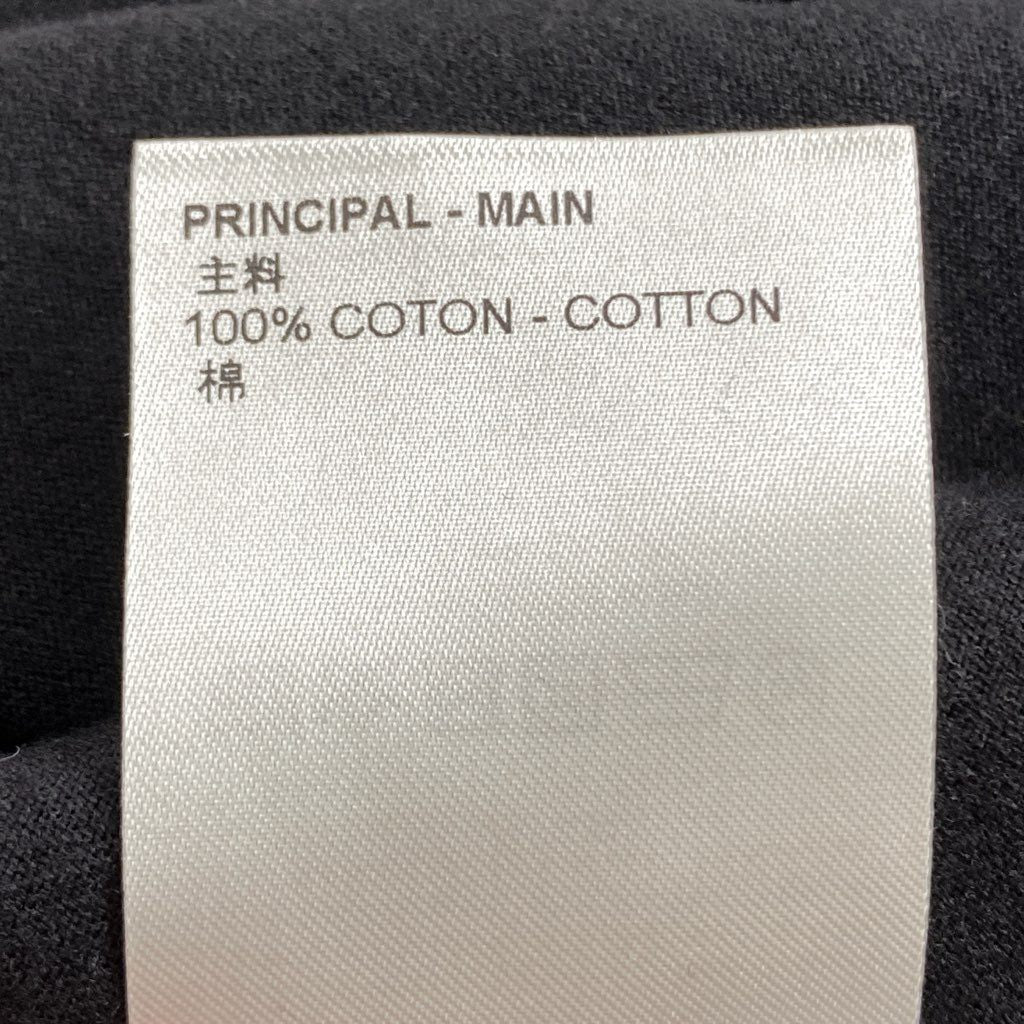 PRINCIPAL - MAIN
主料
100% COTON - COTTON
棉